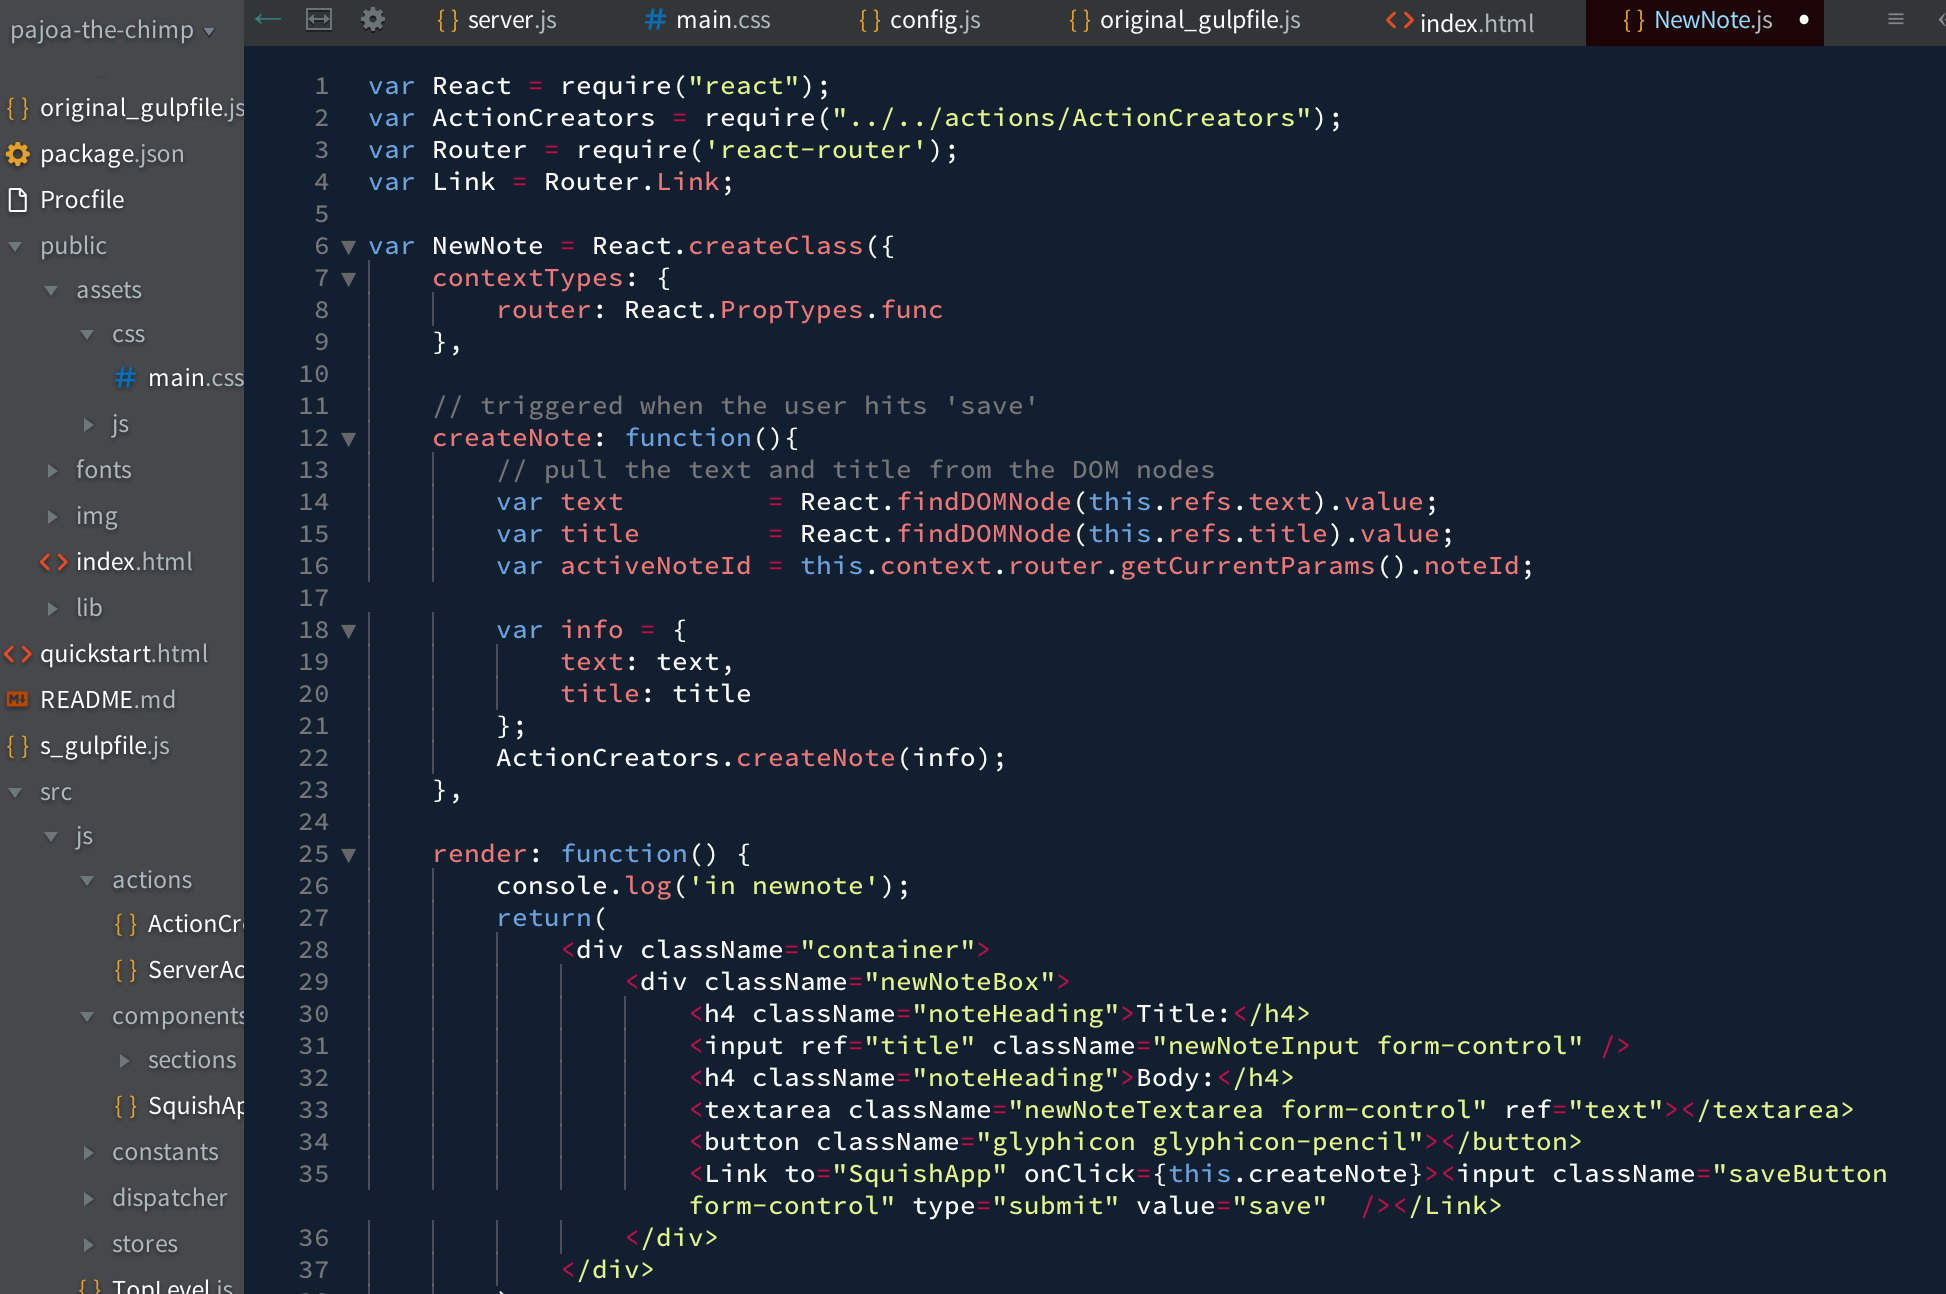 pajoa-the-chimp
original_gulpfile.js
package.json
Procfile
public
assets
css
main.css
js
fonts
img
index.html
lib
quickstart.html
README.md
s_gulpfile.js
src
js
actions
ActionCr
ServerAc
components
sections
SquishAp
constants
dispatcher
stores
TopLevel.js
server.js
main.css
config.js
original_gulpfile.js
index.html
NewNote.js
1 var React = require("react");
2 var ActionCreators = require("../../actions/ActionCreators");
3 var Router = require('react-router');
4 var Link = Router.Link;
5
6 var NewNote = React.createClass({
7     contextTypes: {
8         router: React.PropTypes.func
9     },
10
11     // triggered when the user hits 'save'
12     createNote: function(){
13         // pull the text and title from the DOM nodes
14         var text         = React.findDOMNode(this.refs.text).value;
15         var title        = React.findDOMNode(this.refs.title).value;
16         var activeNoteId = this.context.router.getCurrentParams().noteId;
17
18         var info = {
19             text: text,
20             title: title
21         };
22         ActionCreators.createNote(info);
23     },
24
25     render: function() {
26         console.log('in newnote');
27         return(
28             <div className="container">
29                 <div className="newNoteBox">
30                     <h4 className="noteHeading">Title:</h4>
31                     <input ref="title" className="newNoteInput form-control" />
32                     <h4 className="noteHeading">Body:</h4>
33                     <textarea className="newNoteTextarea form-control" ref="text"></textarea>
34                     <button className="glyphicon glyphicon-pencil"></button>
35                     <Link to="SquishApp" onClick={this.createNote}><input className="saveButton
form-control" type="submit" value="save"  /></Link>
36                 </div>
37             </div>